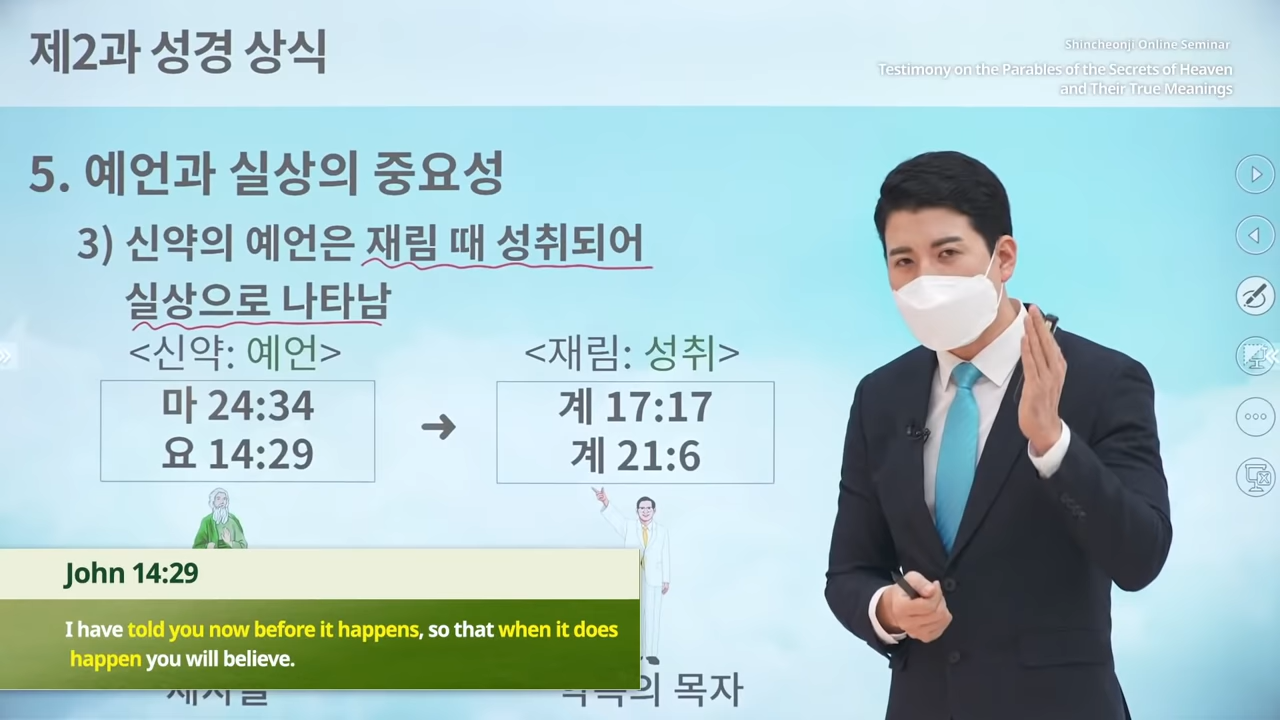 제2과 성경 상식
Shincheonji Online Seminar
Testimony on the Parables of the Secrets of Heaven
and Their True Meanings
5. 예언과 실상의 중요성
3) 신약의 예언은 재림 때 성취되어
실상으로 나타남
<신약: 예언>
마 24:34
요 14:29
➜
<재림: 성취>
계 17:17
계 21:6
John 14:29
I have told you now before it happens, so that when it does
happen you will believe.
목자